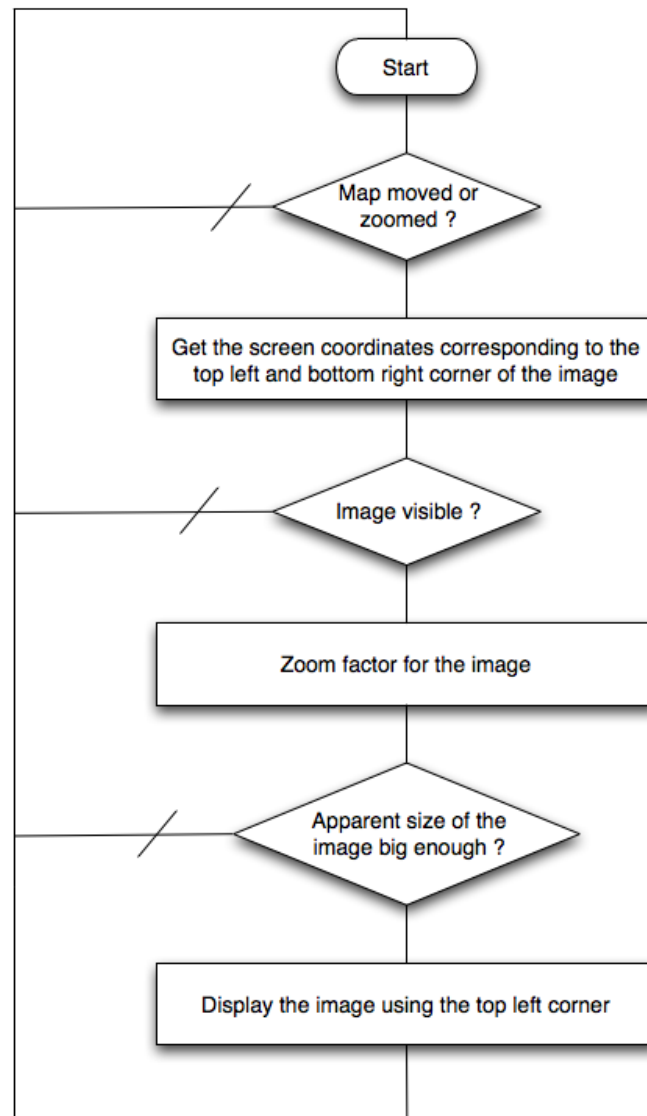 Start
Map moved or
zoomed ?
Get the screen coordinates corresponding to the
top left and bottom right corner of the image
Image visible ?
Zoom factor for the image
Apparent size of the
image big enough ?
Display the image using the top left corner